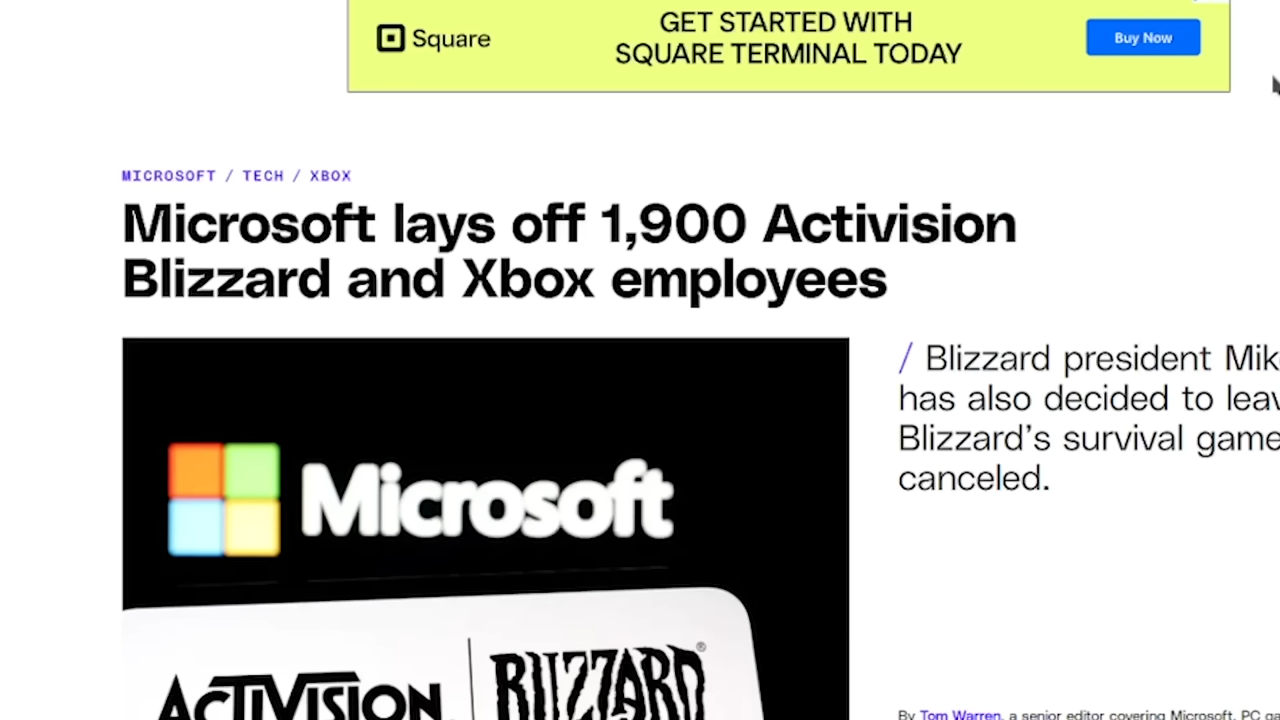 Square
GET STARTED WITH
SQUARE TERMINAL TODAY
Buy Now
MICROSOFT / TECH / XBOX
Microsoft lays off 1,900 Activision
Blizzard and Xbox employees
/ Blizzard president
has also decided to
Blizzard’s survival game
canceled.
Microsoft
ACTIVISION
BLIZZARD®
By Tom Warren, a senior editor covering Microsoft, PC